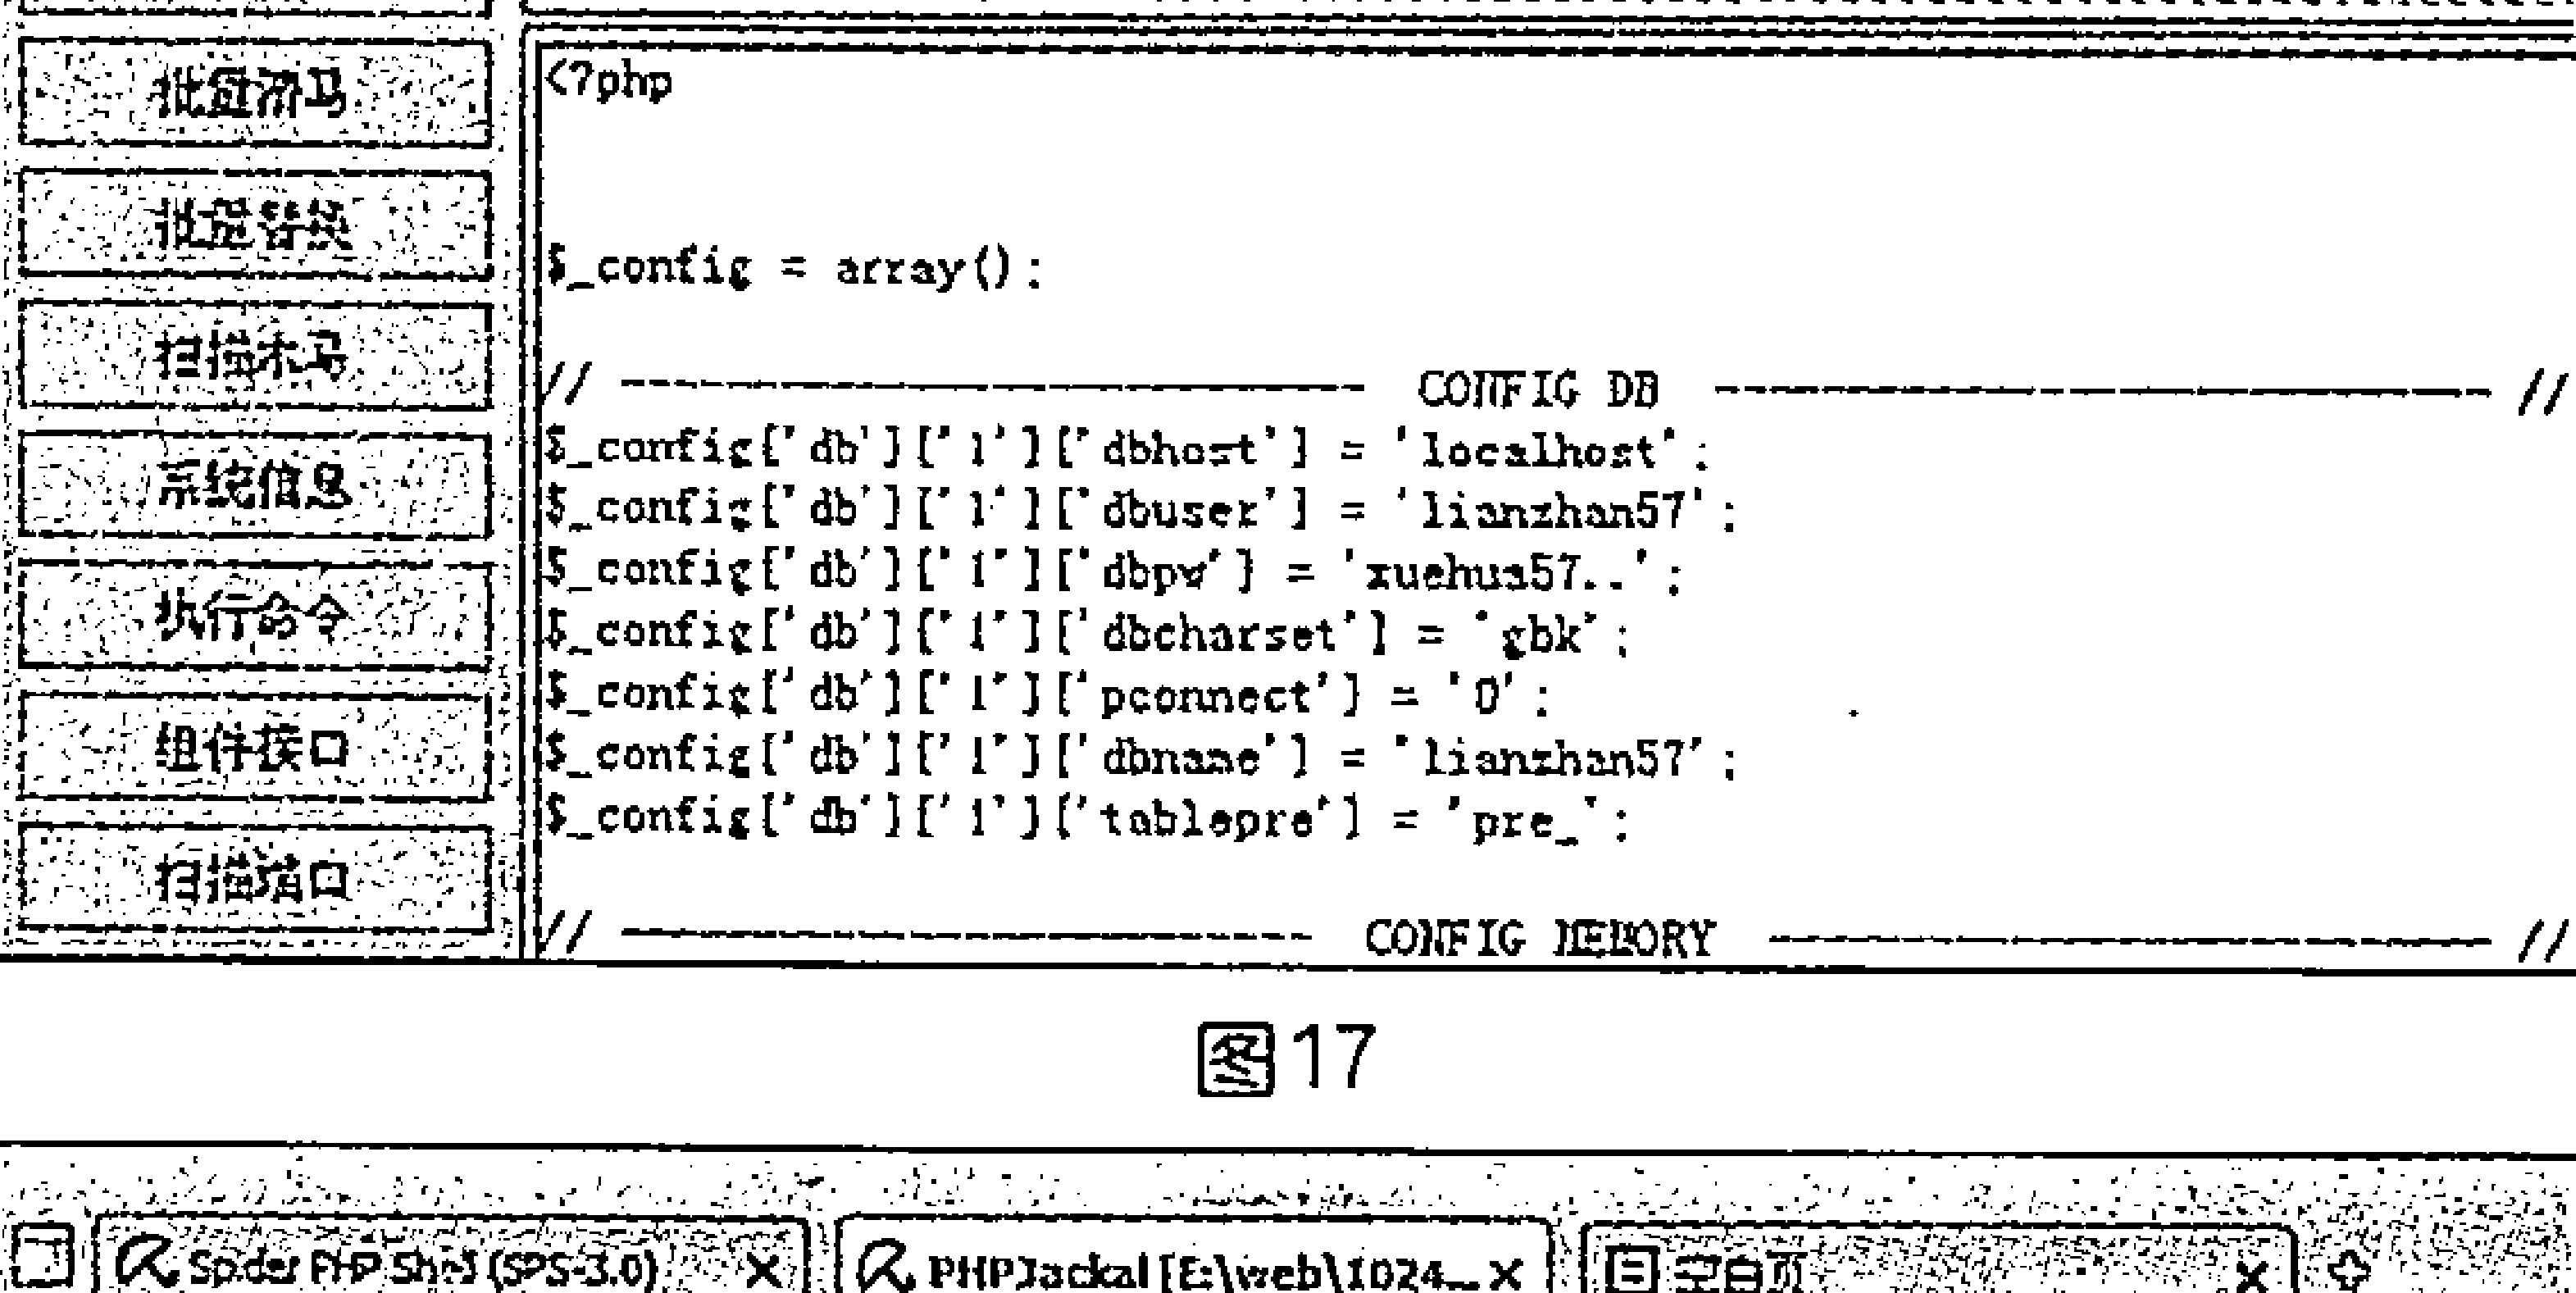 批量清马
批量替换
扫描木马
系统信息
执行命令
组件接口
扫描端口
<?php
$_config = array();
// ---------------------------- CONFIG DB ---------------------------- //
$_config['db']['1']['dbhost'] = 'localhost';
$_config['db']['1']['dbuser'] = 'lianzhan57';
$_config['db']['1']['dbpw'] = 'xuehua57..';
$_config['db']['1']['dbcharset'] = 'gbk';
$_config['db']['1']['pconnect'] = '0';
$_config['db']['1']['dbname'] = 'lianzhan57';
$_config['db']['1']['tablepre'] = 'pre_';
// -------------------------- CONFIG MEMORY --------------------------- //
图17
Spider PHP Shell (SPS-3.0) × PHPJackal [E:\web\1024... × 空白页 ×